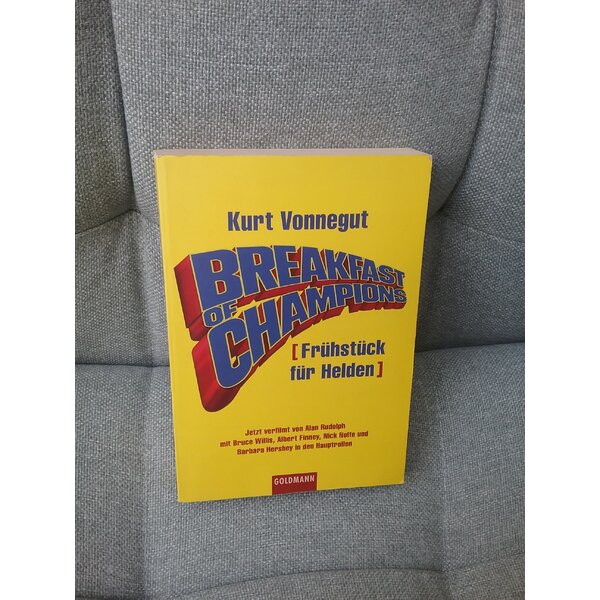 Kurt Vonnegut
BREAKFAST
OF
CHAMPIONS
[Frühstück
für Helden]
Jetzt verfilmt von Alan Rudolph
mit Bruce Willis, Albert Finney, Nick Nolte und
Barbara Hershey in den Hauptrollen
GOLDMANN